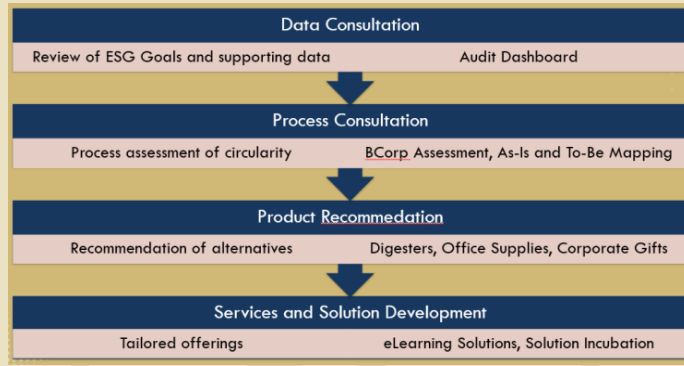 Data Consultation
Review of ESG Goals and supporting data Audit Dashboard
Process Consultation
Process assessment of circularity BCorp Assessment, As-Is and To-Be Mapping
Product Recommedation
Recommendation of alternatives Digesters, Office Supplies, Corporate Gifts
Services and Solution Development
Tailored offerings eLearning Solutions, Solution Incubation